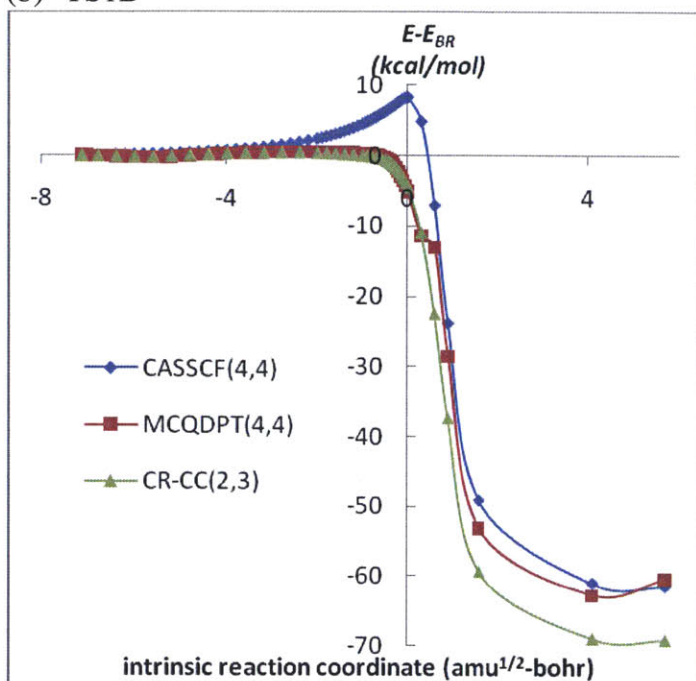 E-E_BR
(kcal/mol)
10
0
-8
-4
0
4
-10
-20
-30
-40
-50
-60
-70
CASSCF(4,4)
MCQDPT(4,4)
CR-CC(2,3)
intrinsic reaction coordinate (amu^1/2-bohr)